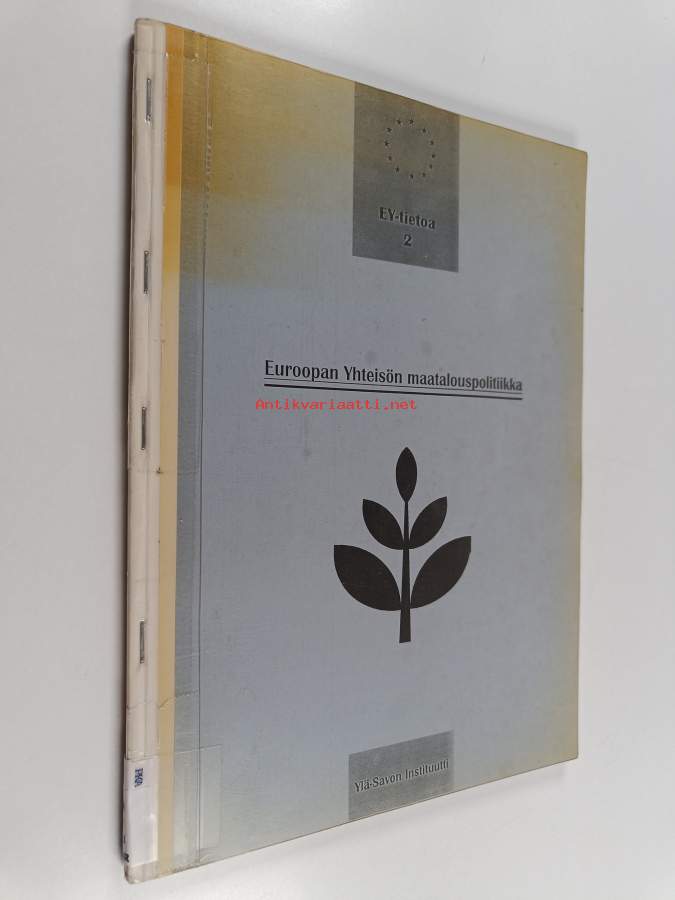 EY-tietoa
2
Euroopan Yhteisön maatalouspolitiikka
Antikvariaatti.net
Ylä-Savon Instituutti